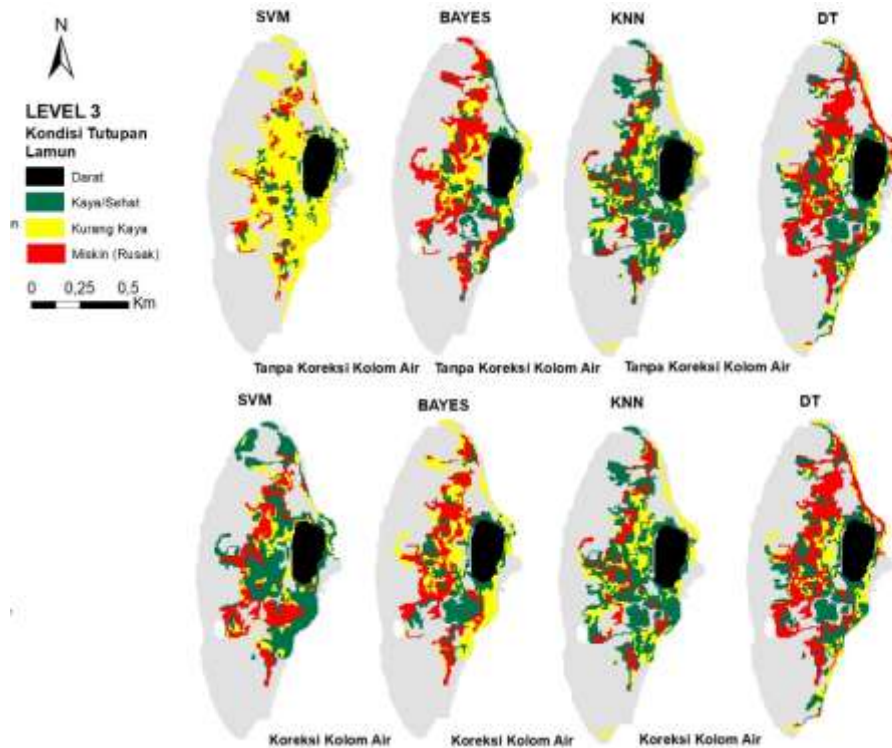 SVM
BAYES
KNN
DT
N
LEVEL 3
Kondisi Tutupan
Lamun
Darat
Kaya/Sehat
Kurang Kaya
Miskin (Rusak)
0 0,25 0,5
Km
Tanpa Koreksi Kolom Air
Tanpa Koreksi Kolom Air
Tanpa Koreksi Kolom Air
SVM
BAYES
KNN
DT
Koreksi Kolom Air
Koreksi Kolom Air
Koreksi Kolom Air